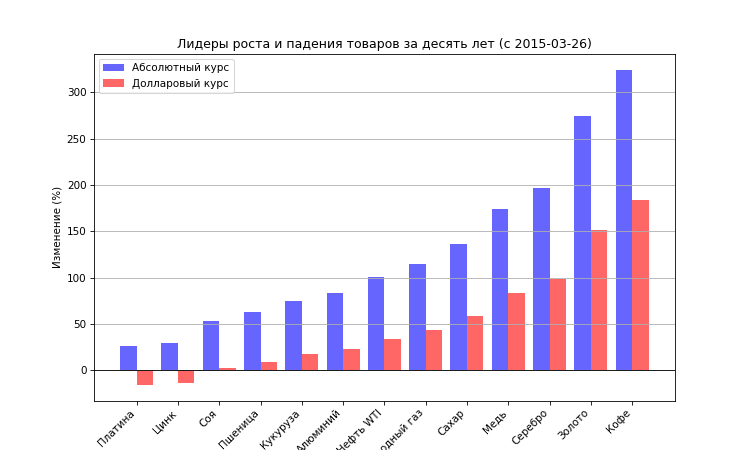 Лидеры роста и падения товаров за десять лет (с 2015-03-26)
Абсолютный курс
Долларовый курс
Изменение (%)
300
250
200
150
100
50
0
Платина
Цинк
Соя
Пшеница
Кукуруза
Алюминий
Нефть WTI
одный газ
Сахар
Медь
Серебро
Золото
Кофе